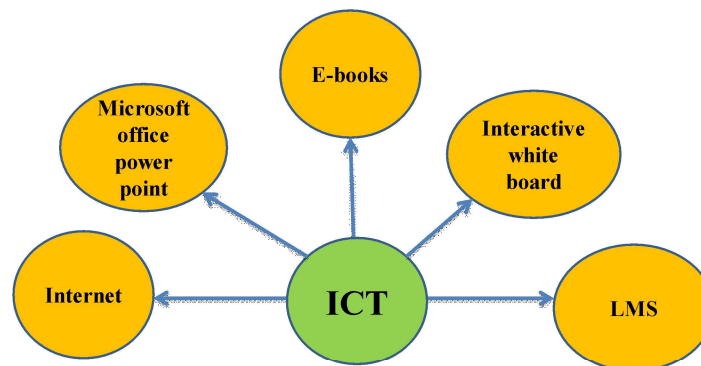 E-books
Microsoft
office
power
point
Interactive
white
board
Internet
ICT
LMS